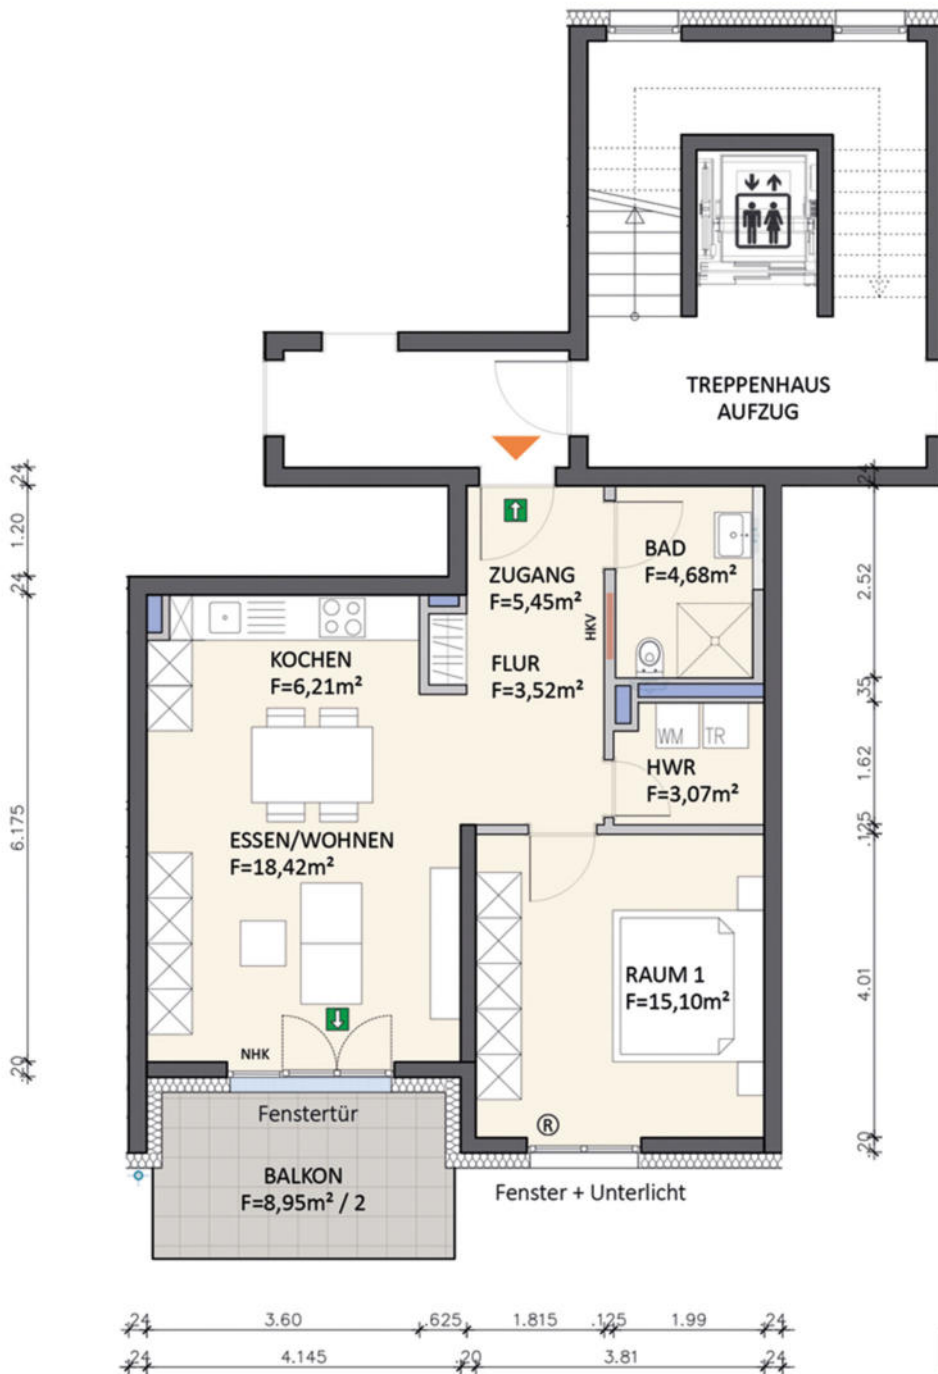 TREPPENHAUS
AUFZUG
ZUGANG
F=5,45m²
BAD
F=4,68m²
HKV
FLUR
F=3,52m²
KOCHEN
F=6,21m²
WM
TR
HWR
F=3,07m²
ESSEN/WOHNEN
F=18,42m²
RAUM 1
F=15,10m²
NHK
Fenstertür
BALKON
F=8,95m² / 2
R
Fenster + Unterlicht
.24
1.20
.24
6.175
.20
.24
2.52
.35
1.62
.125
4.01
.20
.24 3.60 .625 1.815 .125 1.99 .24
.24 4.145 .20 3.81 .24